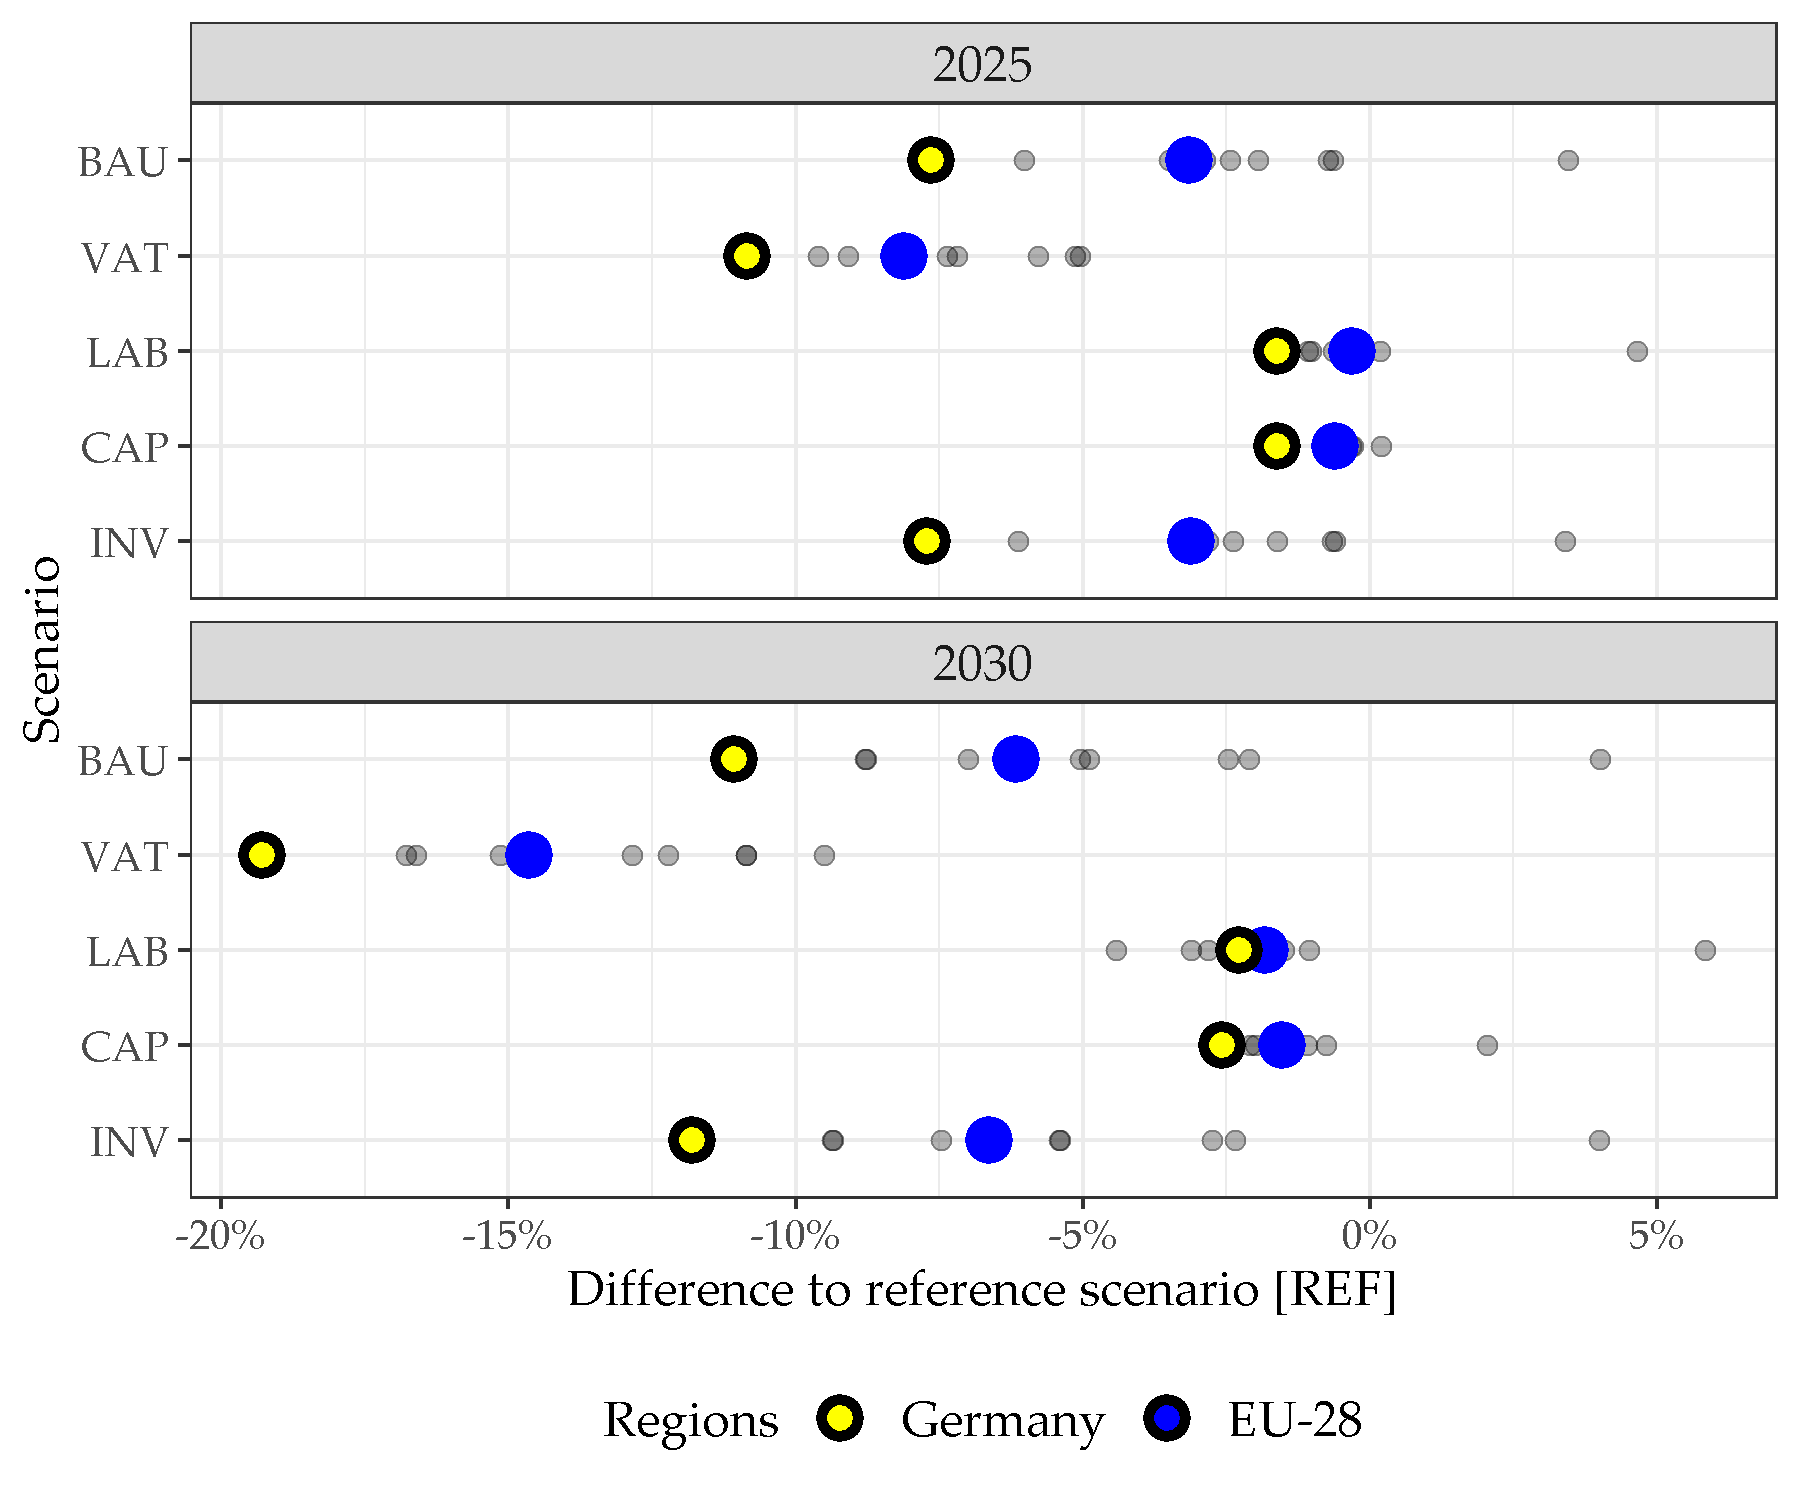 2025
BAU
VAT
LAB
CAP
INV
Scenario
2030
BAU
VAT
LAB
CAP
INV
-20% -15% -10% -5% 0% 5%
Difference to reference scenario [REF]
Regions Germany EU-28